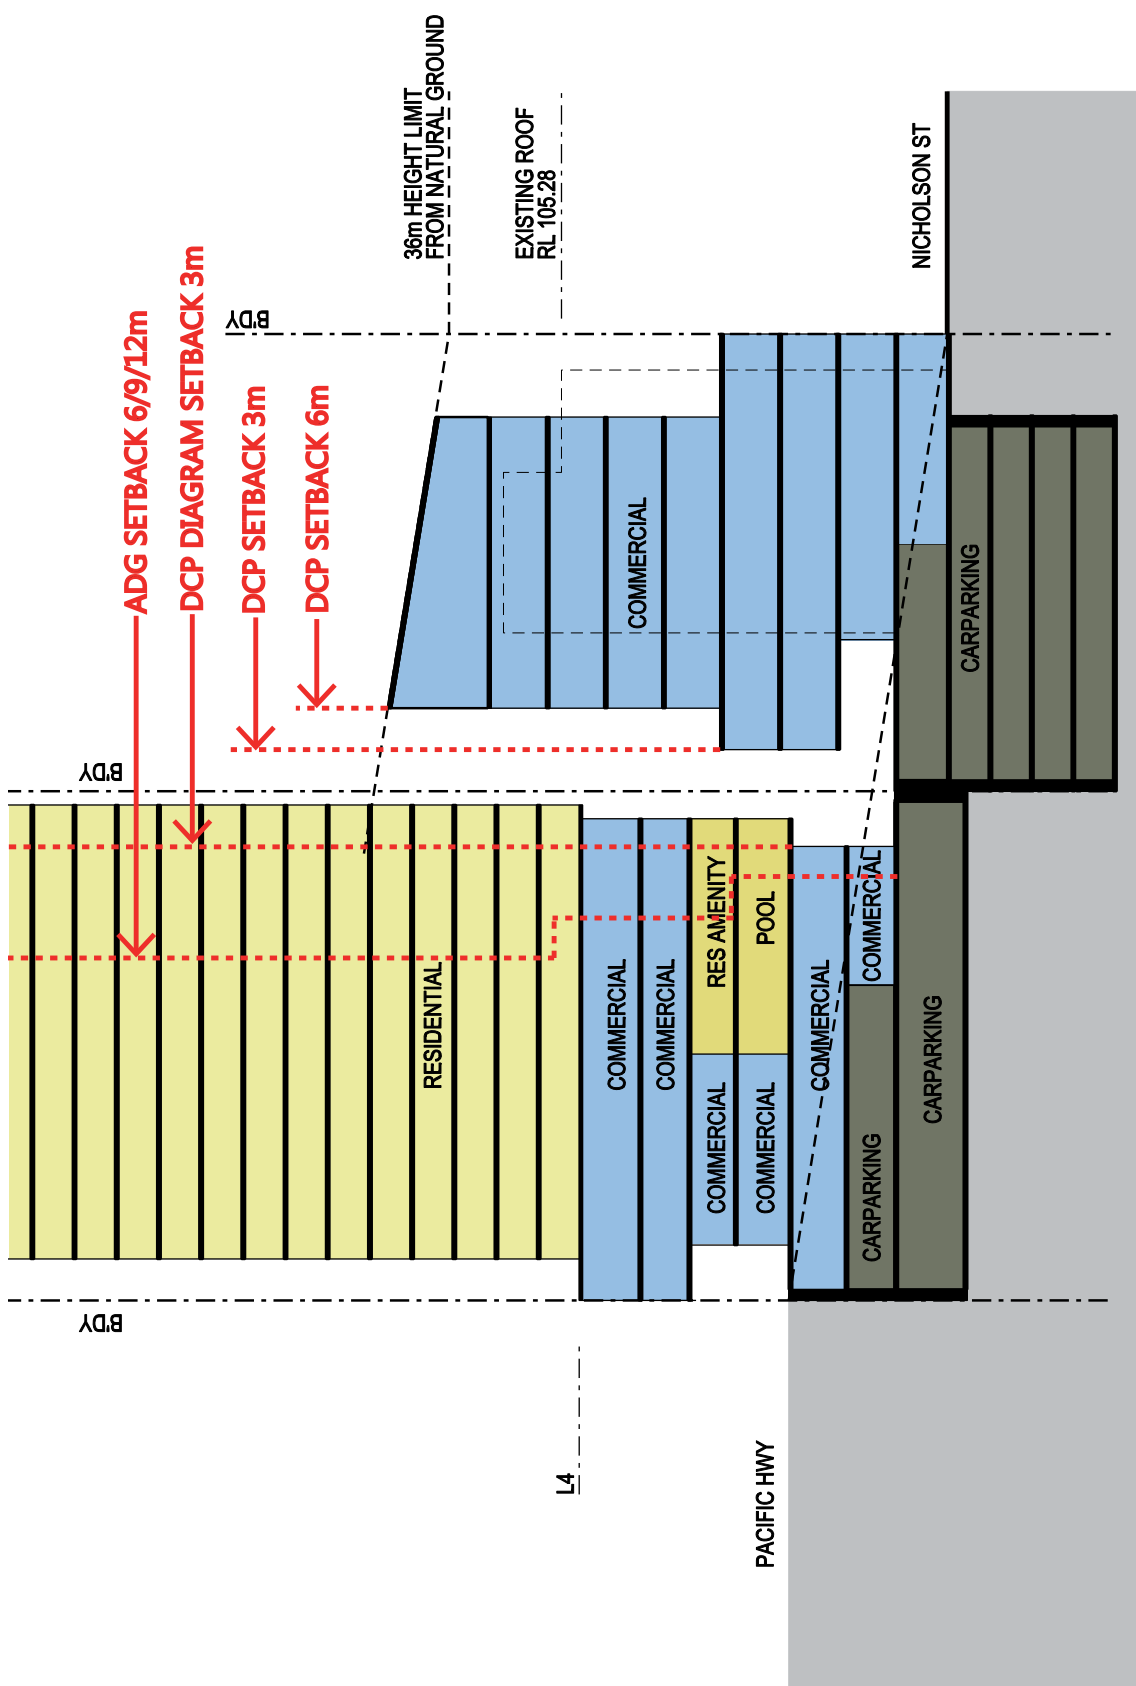 36m HEIGHT LIMIT
FROM NATURAL GROUND
EXISTING ROOF
RL 105.28
NICHOLSON ST
B'DY
ADG SETBACK 6/9/12m
DCP DIAGRAM SETBACK 3m
DCP SETBACK 3m
DCP SETBACK 6m
COMMERCIAL
CARPARKING
B'DY
RESIDENTIAL
COMMERCIAL
COMMERCIAL
RES AMENITY
POOL
COMMERCIAL
COMMERCIAL
COMMERCIAL
COMMERCIAL
CARPARKING
CARPARKING
B'DY
L4
PACIFIC HWY